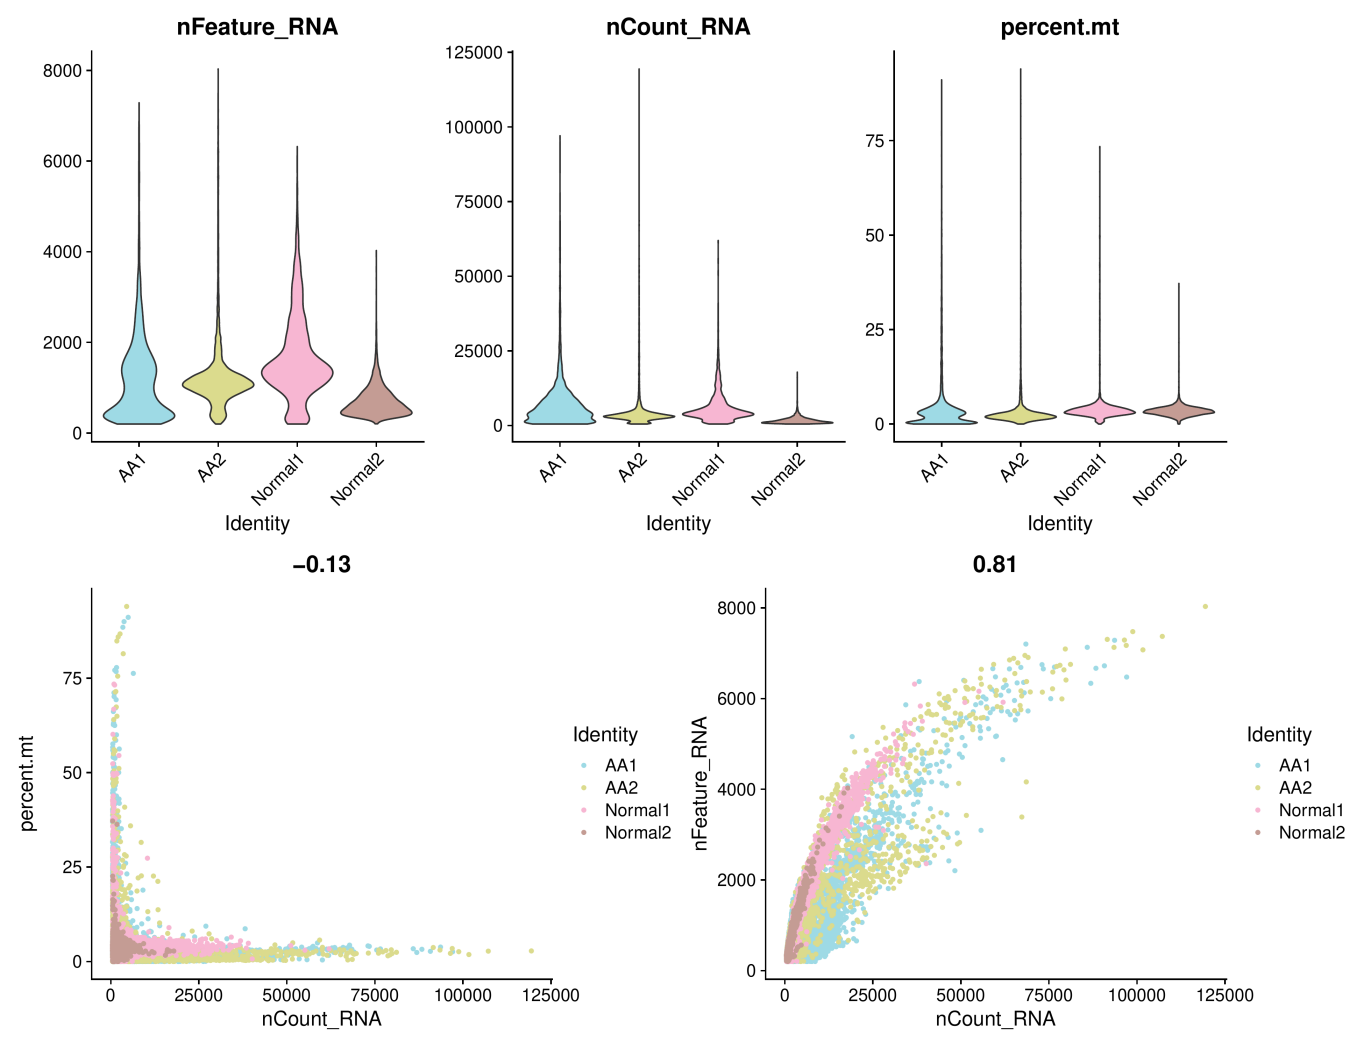 nFeature_RNA
8000
6000
4000
2000
0
AA1
AA2
Normal1
Normal2
Identity
nCount_RNA
125000
100000
75000
50000
25000
0
AA1
AA2
Normal1
Normal2
Identity
percent.mt
75
50
25
0
AA1
AA2
Normal1
Normal2
Identity
−0.13
percent.mt
75
50
25
0
0
25000
50000
75000
100000
125000
nCount_RNA
Identity
AA1
AA2
Normal1
Normal2
0.81
nFeature_RNA
8000
6000
4000
2000
0
0
25000
50000
75000
100000
125000
nCount_RNA
Identity
AA1
AA2
Normal1
Normal2